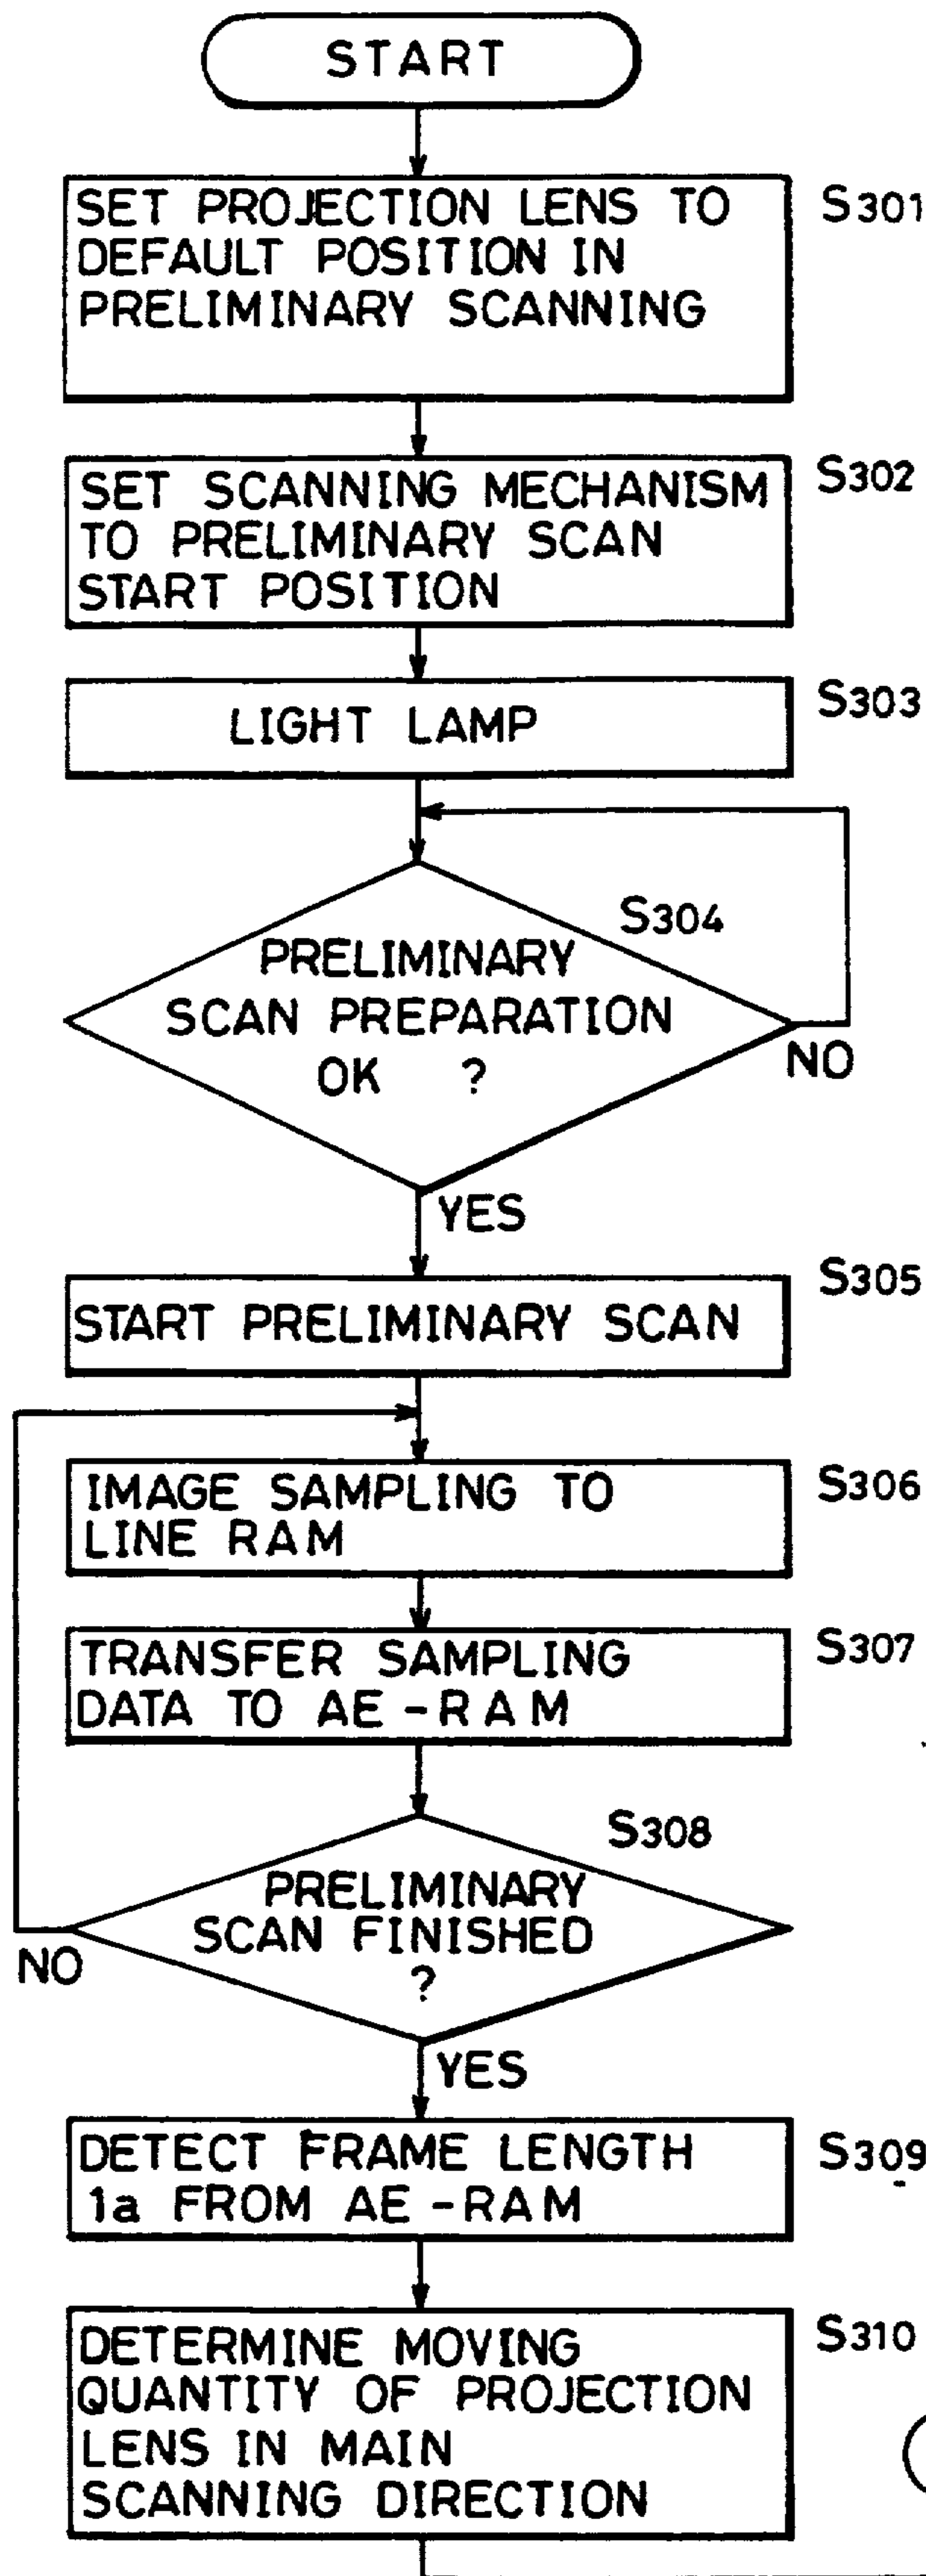 START
SET PROJECTION LENS TO
DEFAULT POSITION IN
PRELIMINARY SCANNING
S301
SET SCANNING MECHANISM
TO PRELIMINARY SCAN
START POSITION
S302
LIGHT LAMP
S303
S304
PRELIMINARY
SCAN PREPARATION
OK ?
NO
YES
START PRELIMINARY SCAN
S305
IMAGE SAMPLING TO
LINE RAM
S306
TRANSFER SAMPLING
DATA TO AE-RAM
S307
S308
PRELIMINARY
SCAN FINISHED
?
NO
YES
DETECT FRAME LENGTH
1a FROM AE-RAM
S309
DETERMINE MOVING
QUANTITY OF PROJECTION
LENS IN MAIN
SCANNING DIRECTION
S310